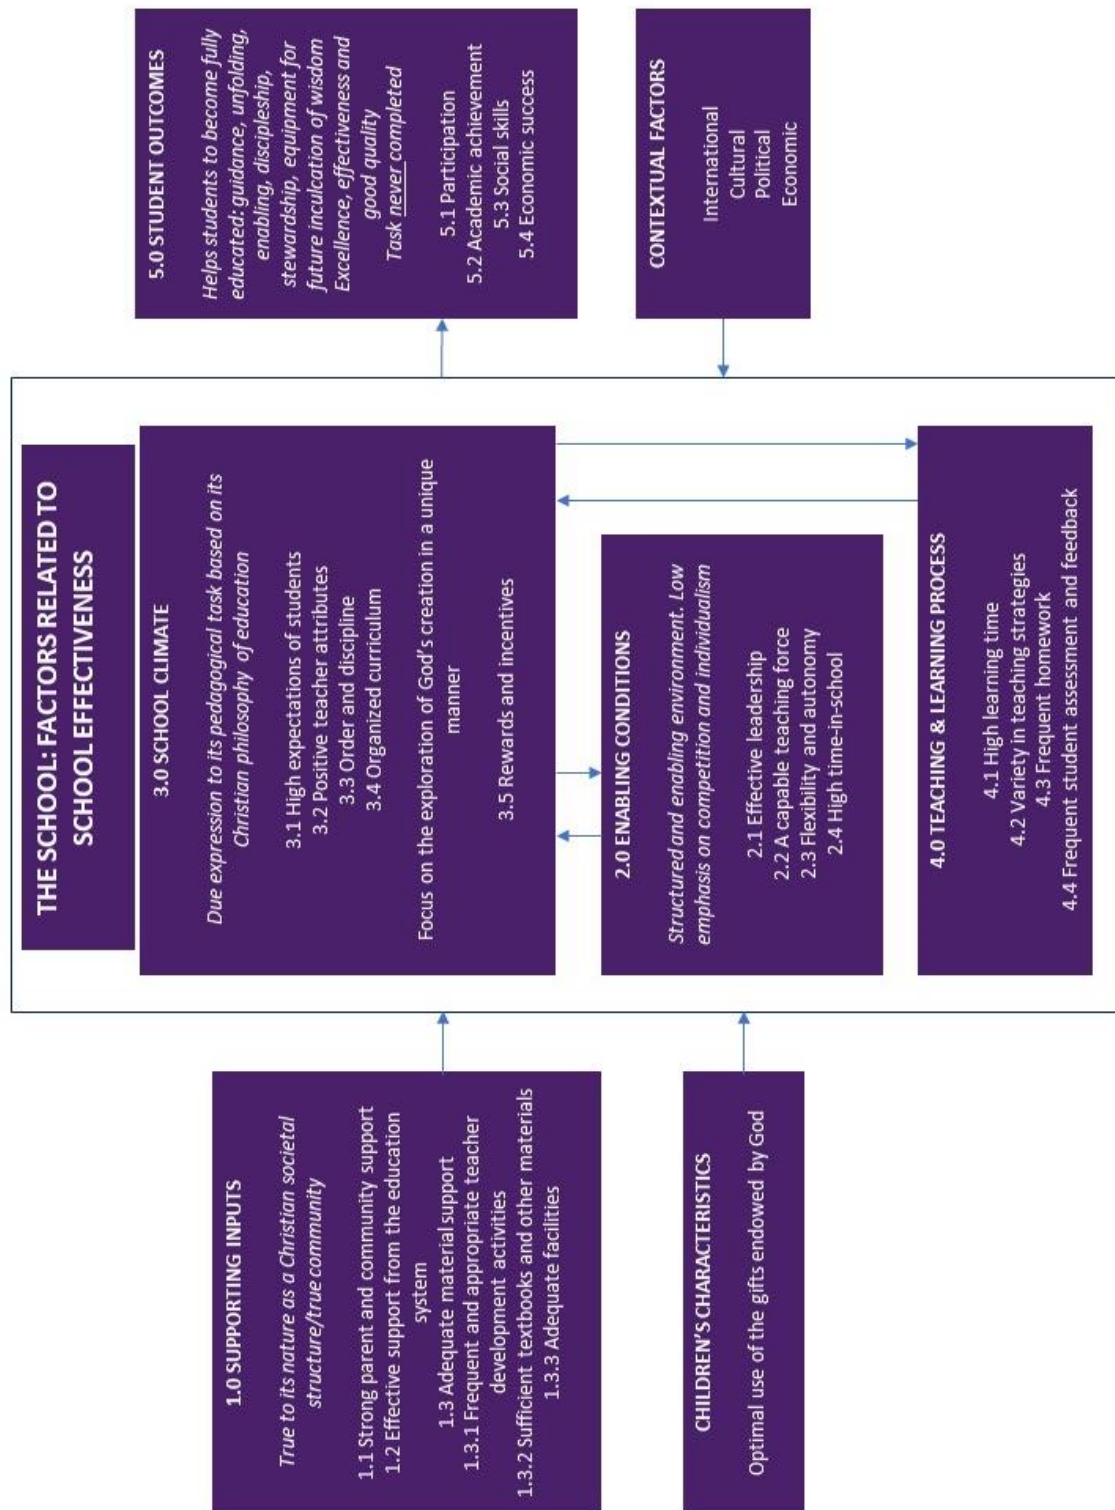 1.0 SUPPORTING INPUTS
True to its nature as a Christian societal
structure/true community
1.1 Strong parent and community support
1.2 Effective support from the education
system
1.3 Adequate material support
1.3.1 Frequent and appropriate teacher
development activities
1.3.2 Sufficient textbooks and other materials
1.3.3 Adequate facilities
CHILDREN'S CHARACTERISTICS
Optimal use of the gifts endowed by God
THE SCHOOL: FACTORS RELATED TO
SCHOOL EFFECTIVENESS
3.0 SCHOOL CLIMATE
Due expression to its pedagogical task based on its
Christian philosophy of education
3.1 High expectations of students
3.2 Positive teacher attributes
3.3 Order and discipline
3.4 Organized curriculum
Focus on the exploration of God's creation in a unique
manner
3.5 Rewards and incentives
2.0 ENABLING CONDITIONS
Structured and enabling environment. Low
emphasis on competition and individualism
2.1 Effective leadership
2.2 A capable teaching force
2.3 Flexibility and autonomy
2.4 High time-in-school
4.0 TEACHING & LEARNING PROCESS
4.1 High learning time
4.2 Variety in teaching strategies
4.3 Frequent homework
4.4 Frequent student assessment and feedback
5.0 STUDENT OUTCOMES
Helps students to become fully
educated: guidance, unfolding,
enabling, discipleship,
stewardship, equipment for
future inculcation of wisdom
Excellence, effectiveness and
good quality
Task never completed
5.1 Participation
5.2 Academic achievement
5.3 Social skills
5.4 Economic success
CONTEXTUAL FACTORS
International
Cultural
Political
Economic